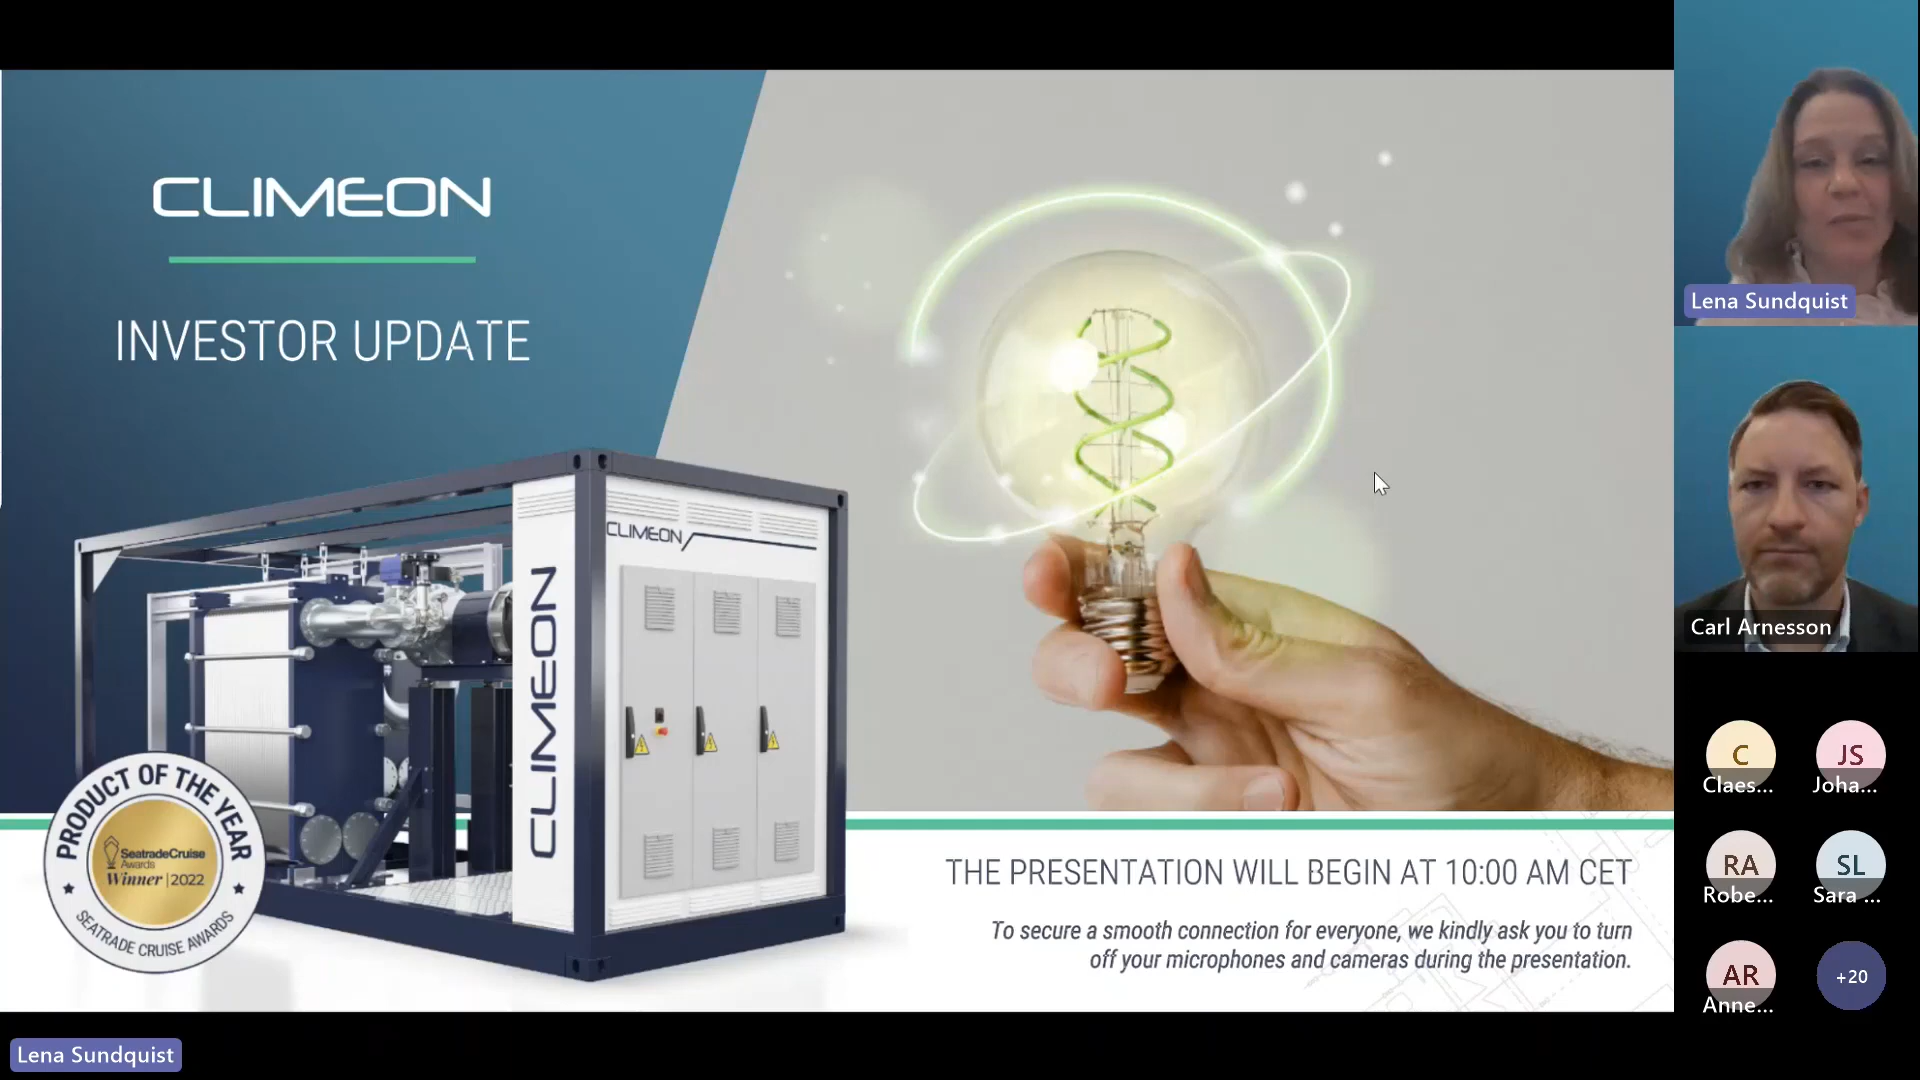 CLIMEON
INVESTOR UPDATE
CLIMEON
CLIMEON
PRODUCT OF THE YEAR
SeatradeCruise
Awards
Winner | 2022
SEATRADE CRUISE AWARDS
THE PRESENTATION WILL BEGIN AT 10:00 AM CET
To secure a smooth connection for everyone, we kindly ask you to turn
off your microphones and cameras during the presentation.
Lena Sundquist
Carl Arnesson
C
Claes...
JS
Joha...
RA
Robe...
SL
Sara ...
AR
Anne...
+20
Lena Sundquist